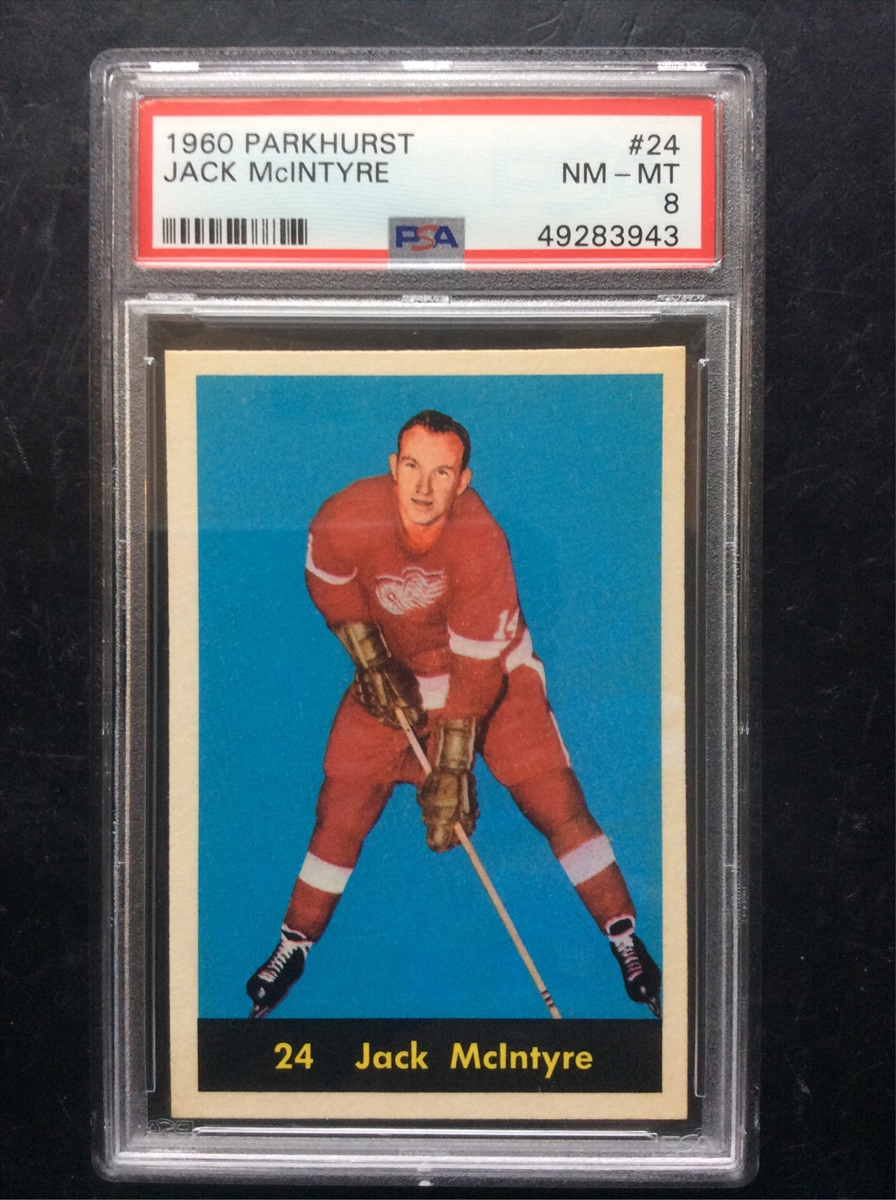 1960 PARKHURST #24
JACK McINTYRE NM – MT
8
PSA 49283943
14
24 Jack McIntyre